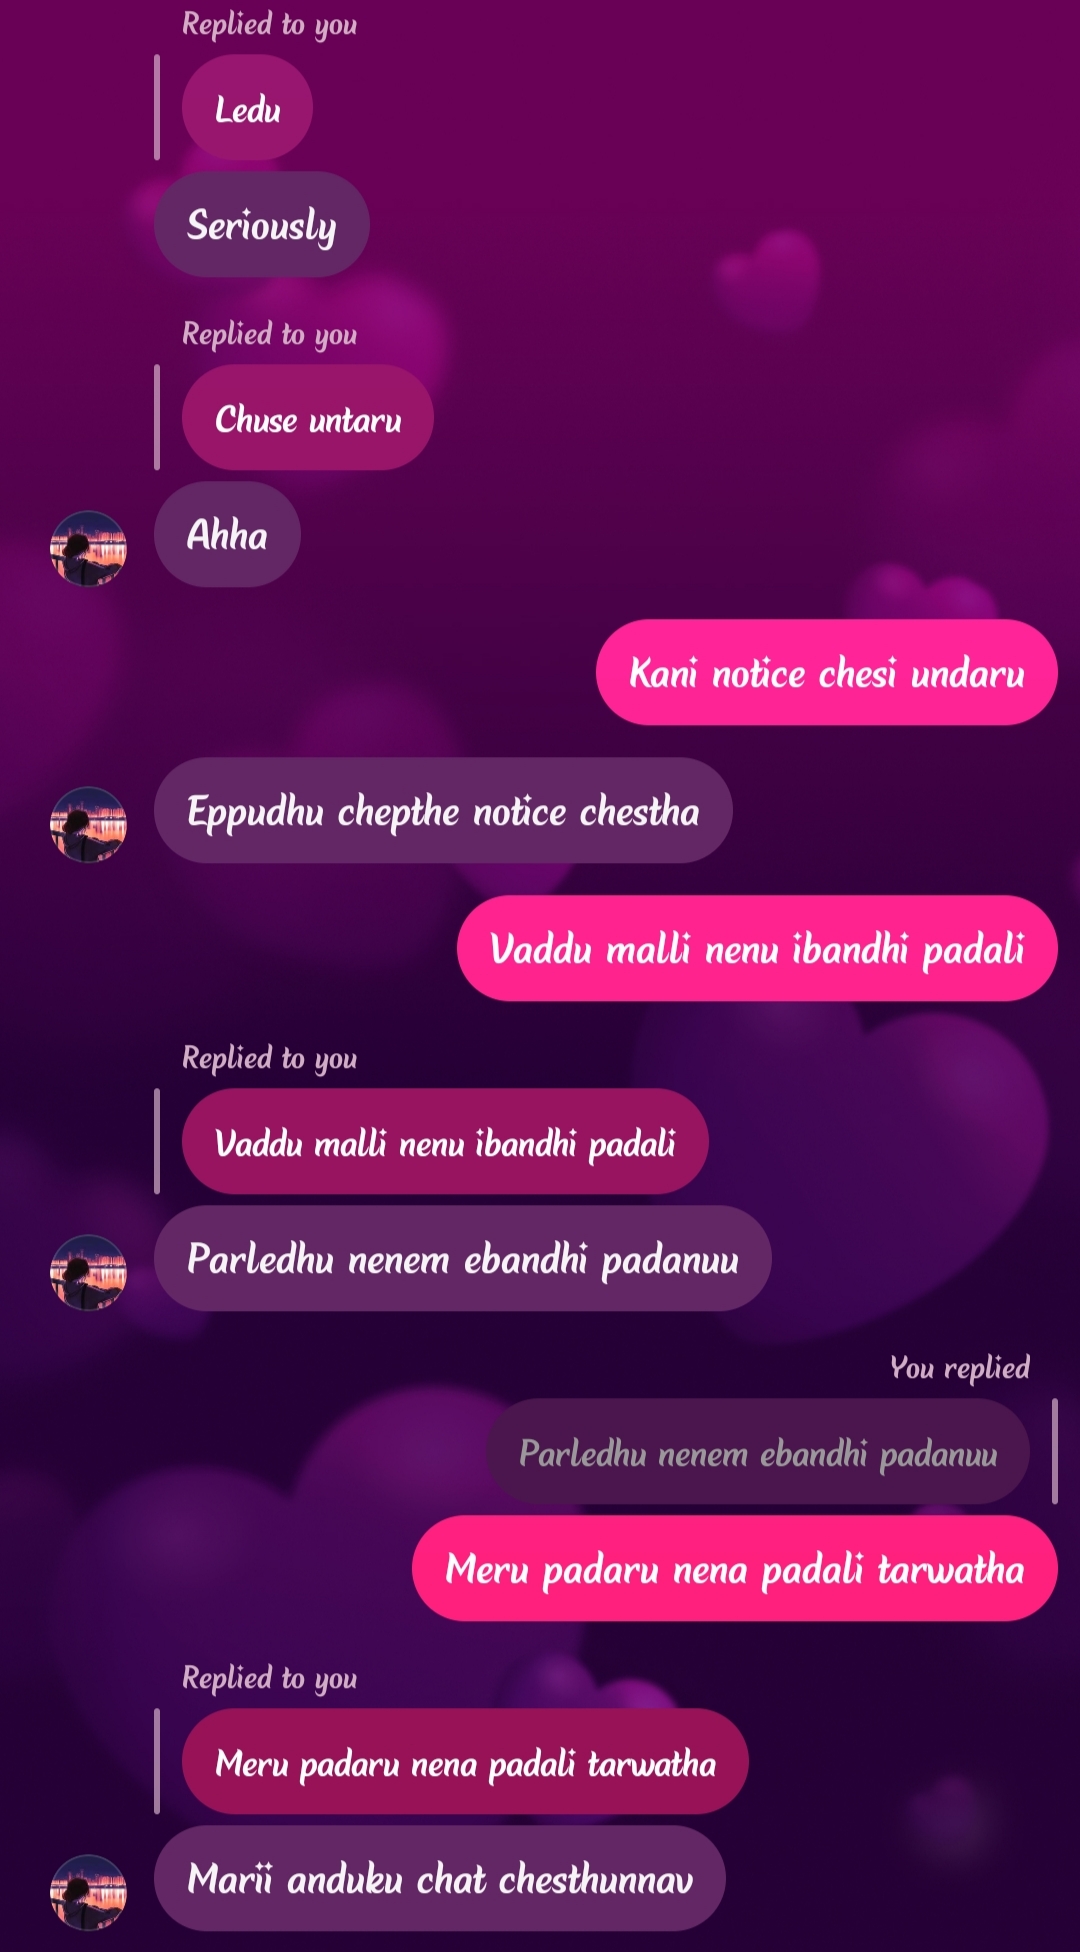 Replied to you
Ledu
Seriously
Replied to you
Chuse untaru
Ahha
Kani notice chesi undaru
Eppudhu chepthe notice chestha
Vaddu malli nenu ibandhi padali
Replied to you
Vaddu malli nenu ibandhi padali
Parledhu nenem ebandhi padanuu
You replied
Parledhu nenem ebandhi padanuu
Meru padaru nena padali tarwatha
Replied to you
Meru padaru nena padali tarwatha
Marii anduku chat chesthunnav